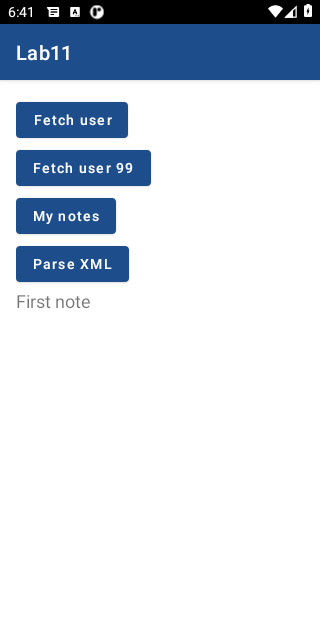 6:41
Lab11
Fetch user
Fetch user 99
My notes
Parse XML
First note